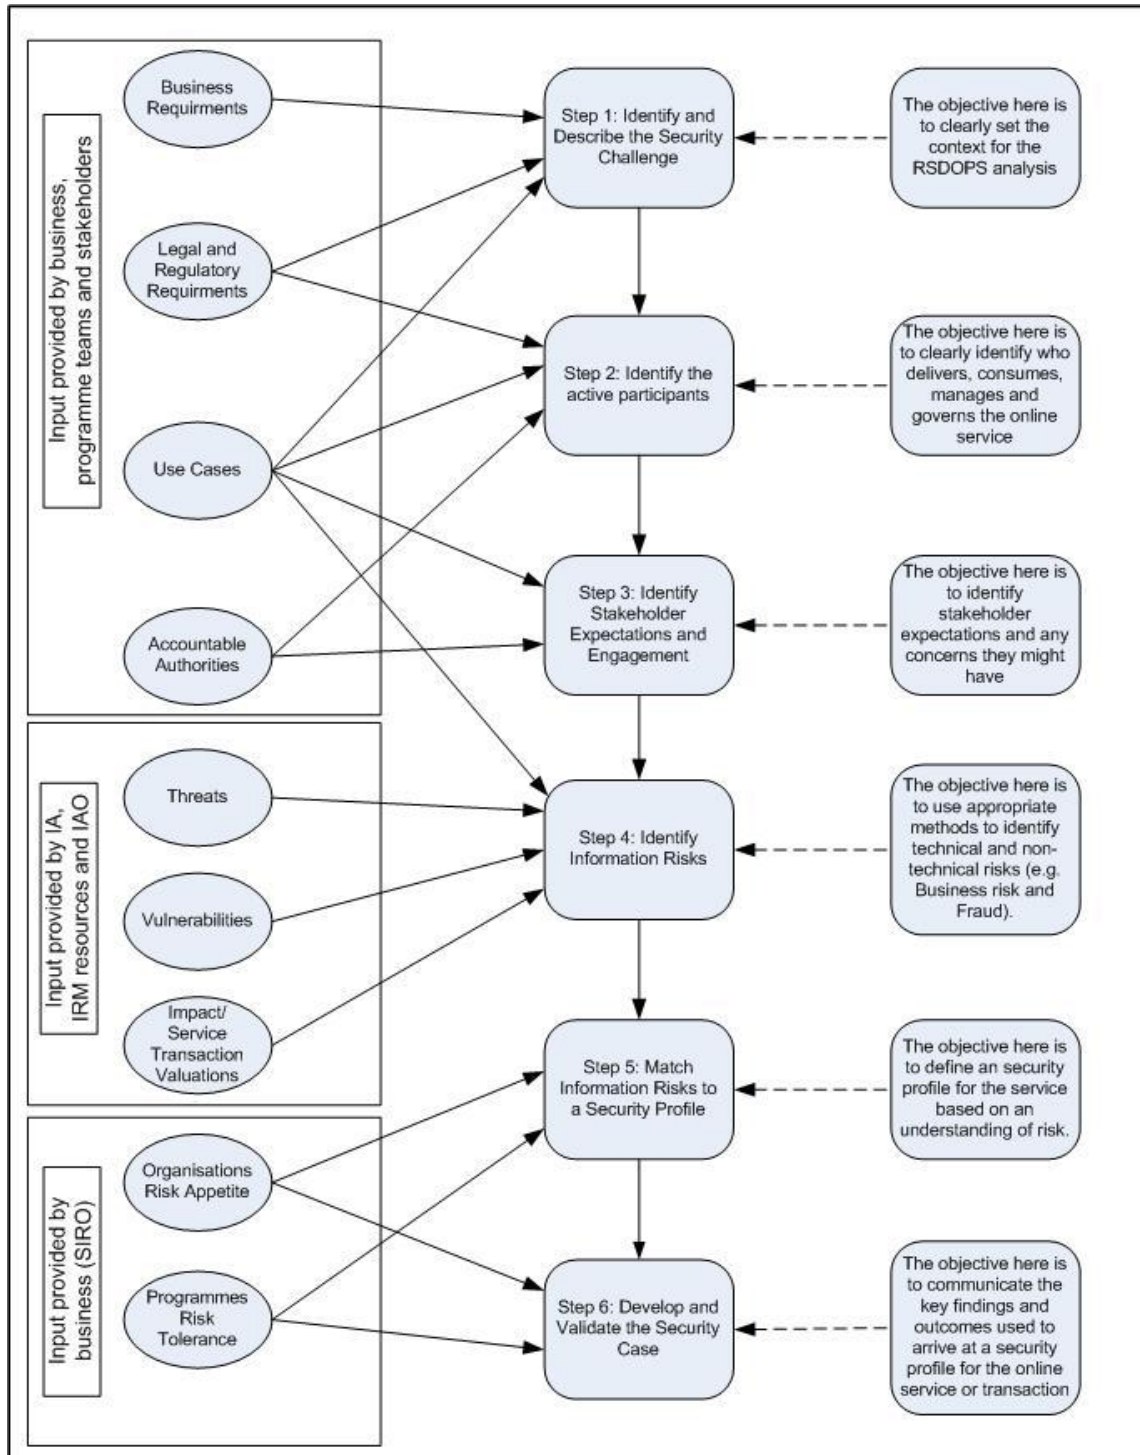 Input provided by business,
programme teams and stakeholders
Business
Requirments
Legal and
Regulatory
Requirments
Use Cases
Accountable
Authorities
Input provided by IA,
IRM resources and IAO
Threats
Vulnerabilities
Impact/
Service
Transaction
Valuations
Input provided by
business (SIRO)
Organisations
Risk Appetite
Programmes
Risk
Tolerance
Step 1: Identify and
Describe the Security
Challenge
Step 2: Identify the
active participants
Step 3: Identify
Stakeholder
Expectations and
Engagement
Step 4: Identify
Information Risks
Step 5: Match
Information Risks to
a Security Profile
Step 6: Develop and
Validate the Security
Case
The objective here is
to clearly set the
context for the
RSDOPS analysis
The objective here is
to clearly identify who
delivers, consumes,
manages and
governs the online
service
The objective here is
to identify
stakeholder
expectations and any
concerns they might
have
The objective here is
to use appropriate
methods to identify
technical and non-
technical risks (e.g.
Business risk and
Fraud).
The objective here is
to define an security
profile for the service
based on an
understanding of risk.
The objective here is
to communicate the
key findings and
outcomes used to
arrive at a security
profile for the online
service or transaction